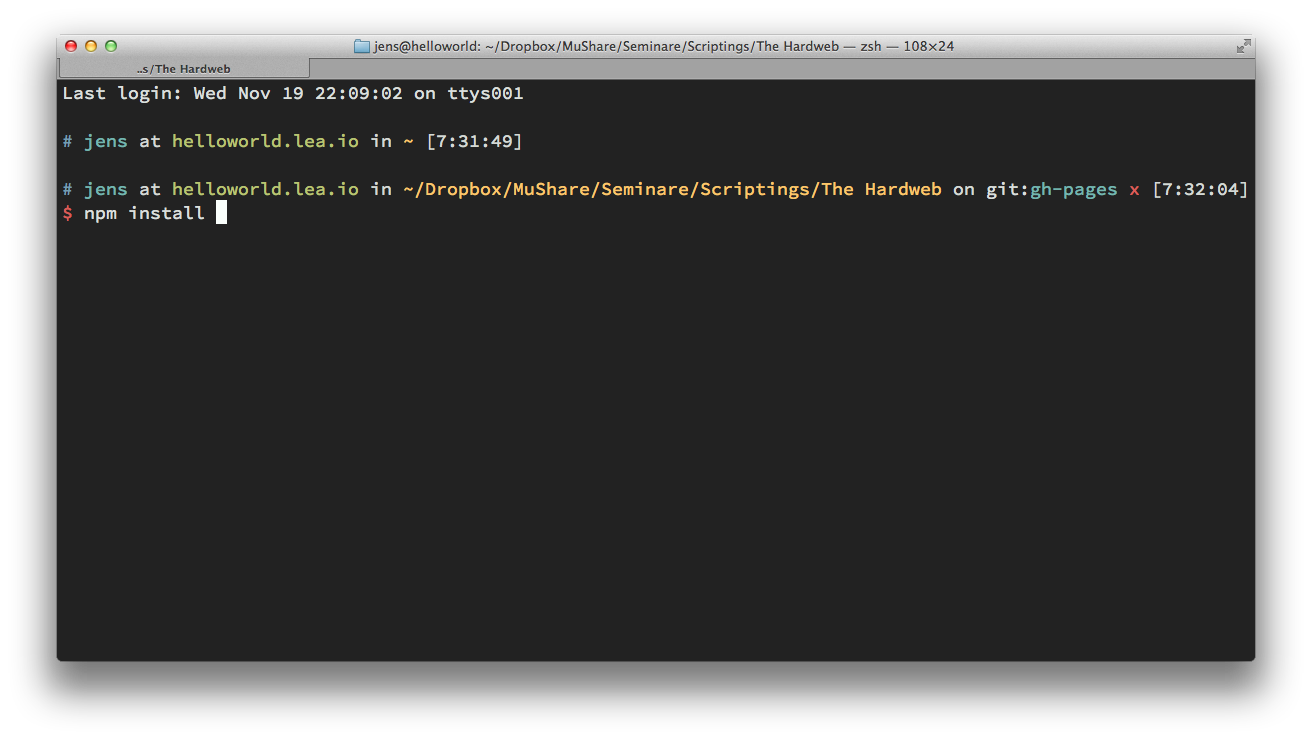 jens@helloworld: ~/Dropbox/MuShare/Seminare/Scriptings/The Hardweb — zsh — 108×24
..s/The Hardweb
Last login: Wed Nov 19 22:09:02 on ttys001
# jens at helloworld.lea.io in ~ [7:31:49]
# jens at helloworld.lea.io in ~/Dropbox/MuShare/Seminare/Scriptings/The Hardweb on git:gh-pages x [7:32:04]
$ npm install